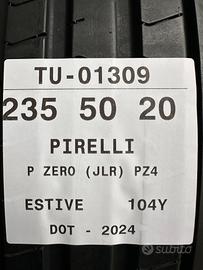 TU-01309
235 50 20
PIRELLI
P ZERO (JLR) PZ4
ESTIVE 104Y
DOT - 2024
subito